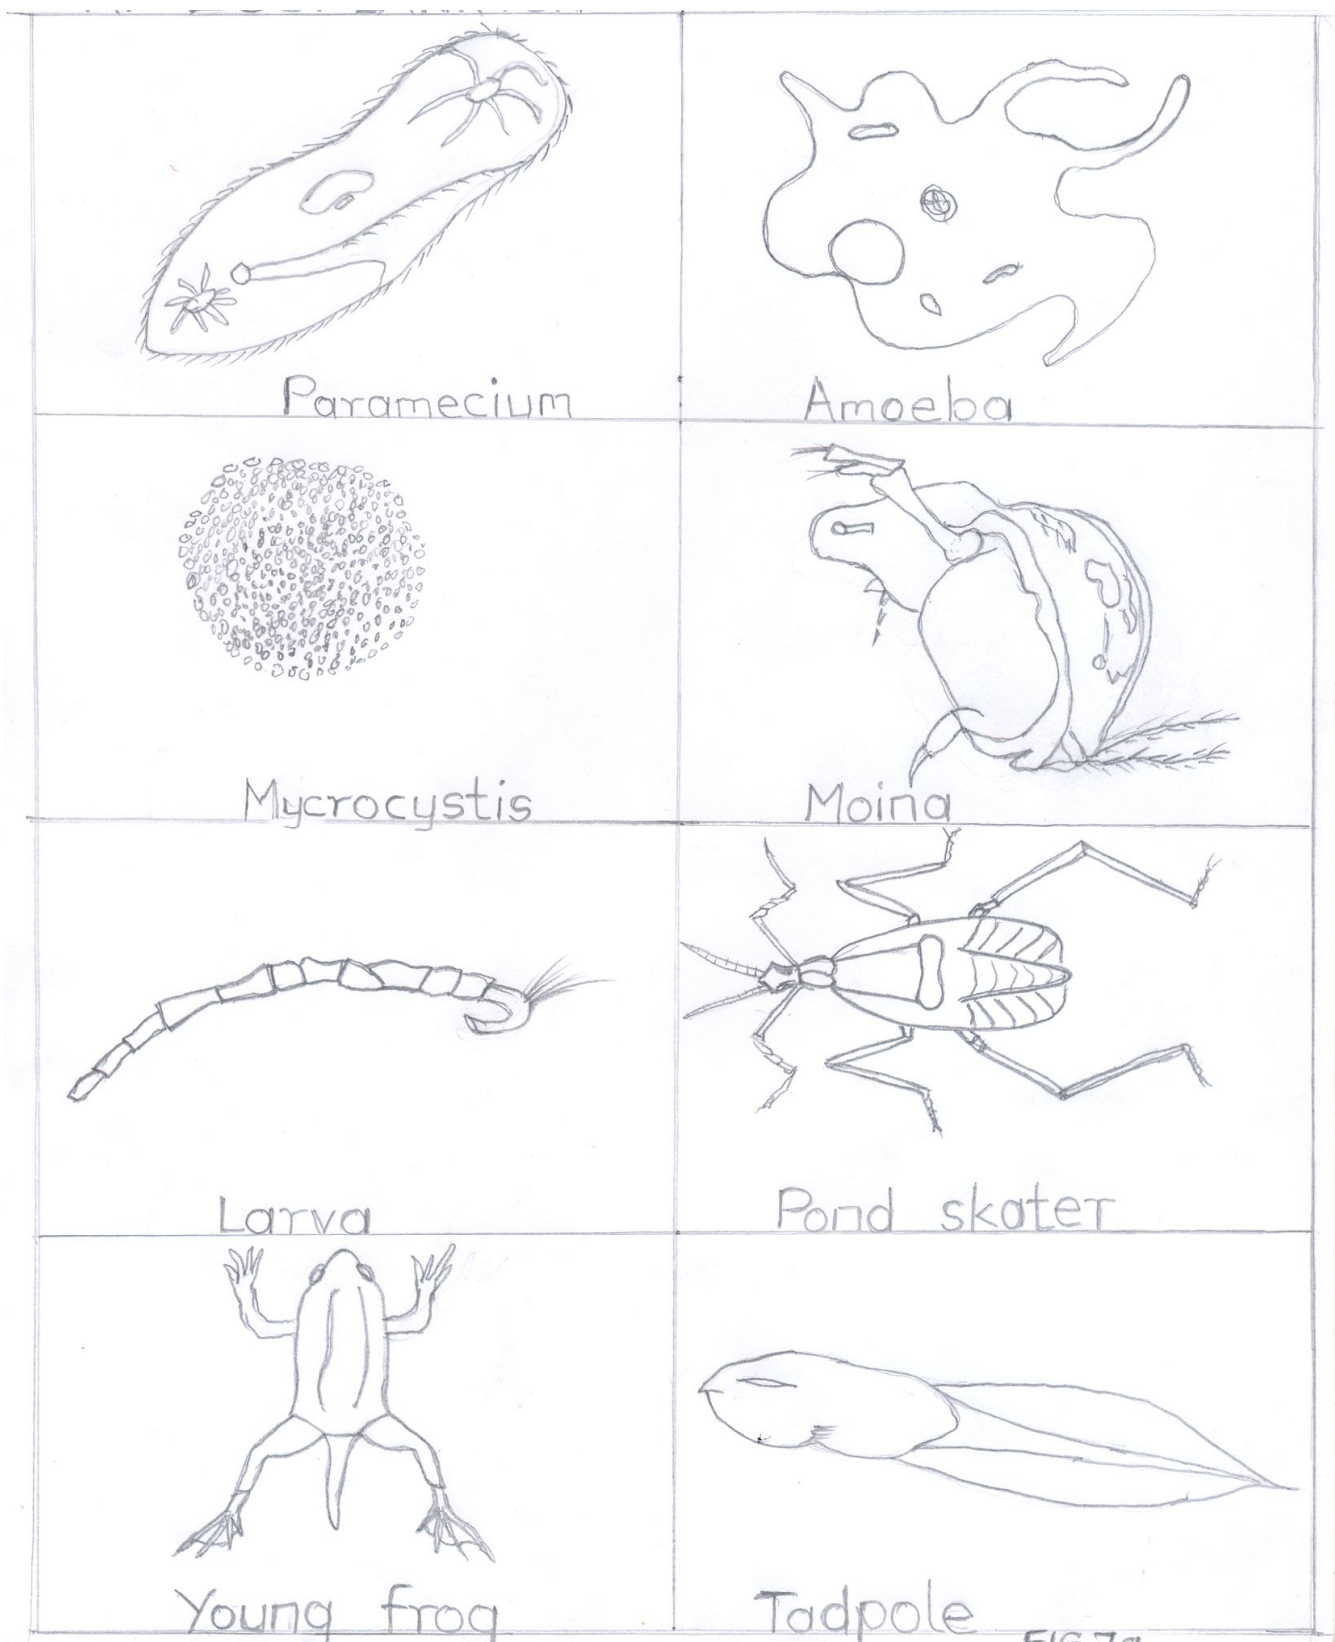 Paramecium
Amoeba
Mycrocystis
Moina
Larva
Pond skater
Young frog
Tadpole